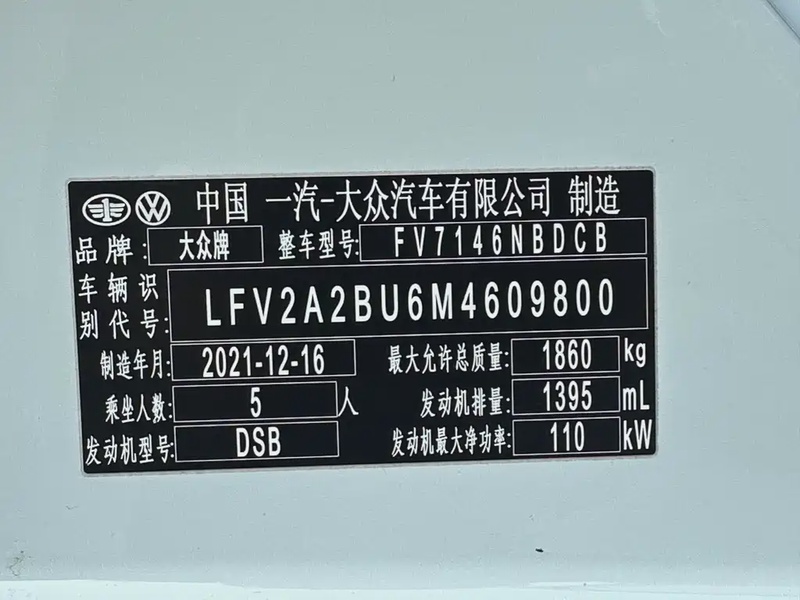 中国 一汽-大众汽车有限公司 制造
品牌: 大众牌 整车型号: FV7146NBDCB
车辆识别代号: LFV2A2BU6M4609800
制造年月: 2021-12-16 最大允许总质量: 1860 kg
乘坐人数: 5 人 发动机排量: 1395 mL
发动机型号: DSB 发动机最大净功率: 110 kW